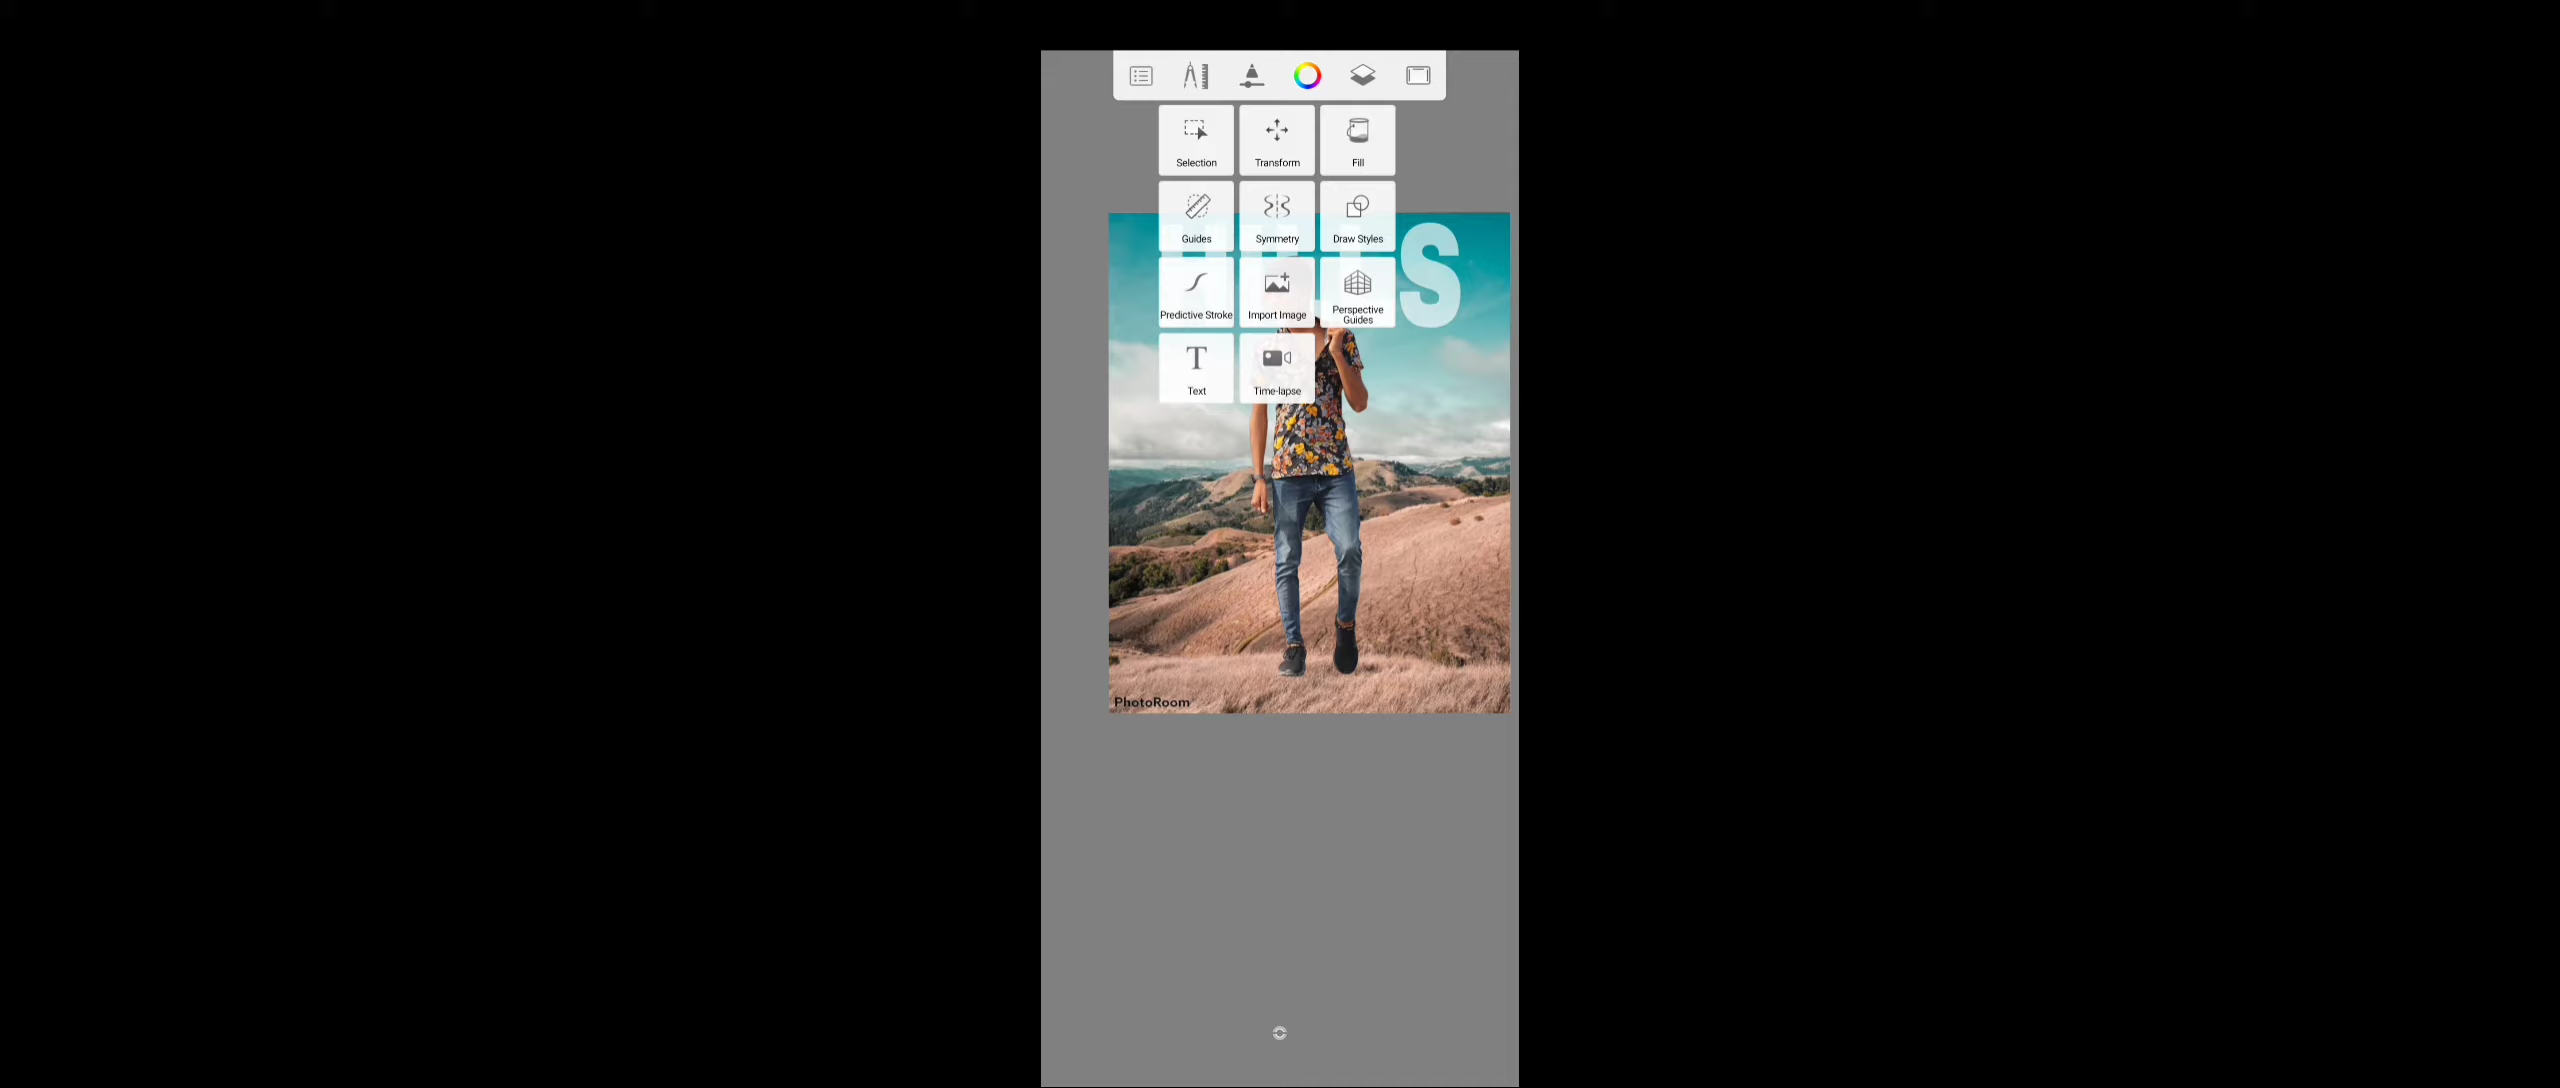 Selection Transform Fill
Guides Symmetry Draw Styles
S
Predictive Stroke Import Image Perspective Guides
Text Time-lapse
PhotoRoom